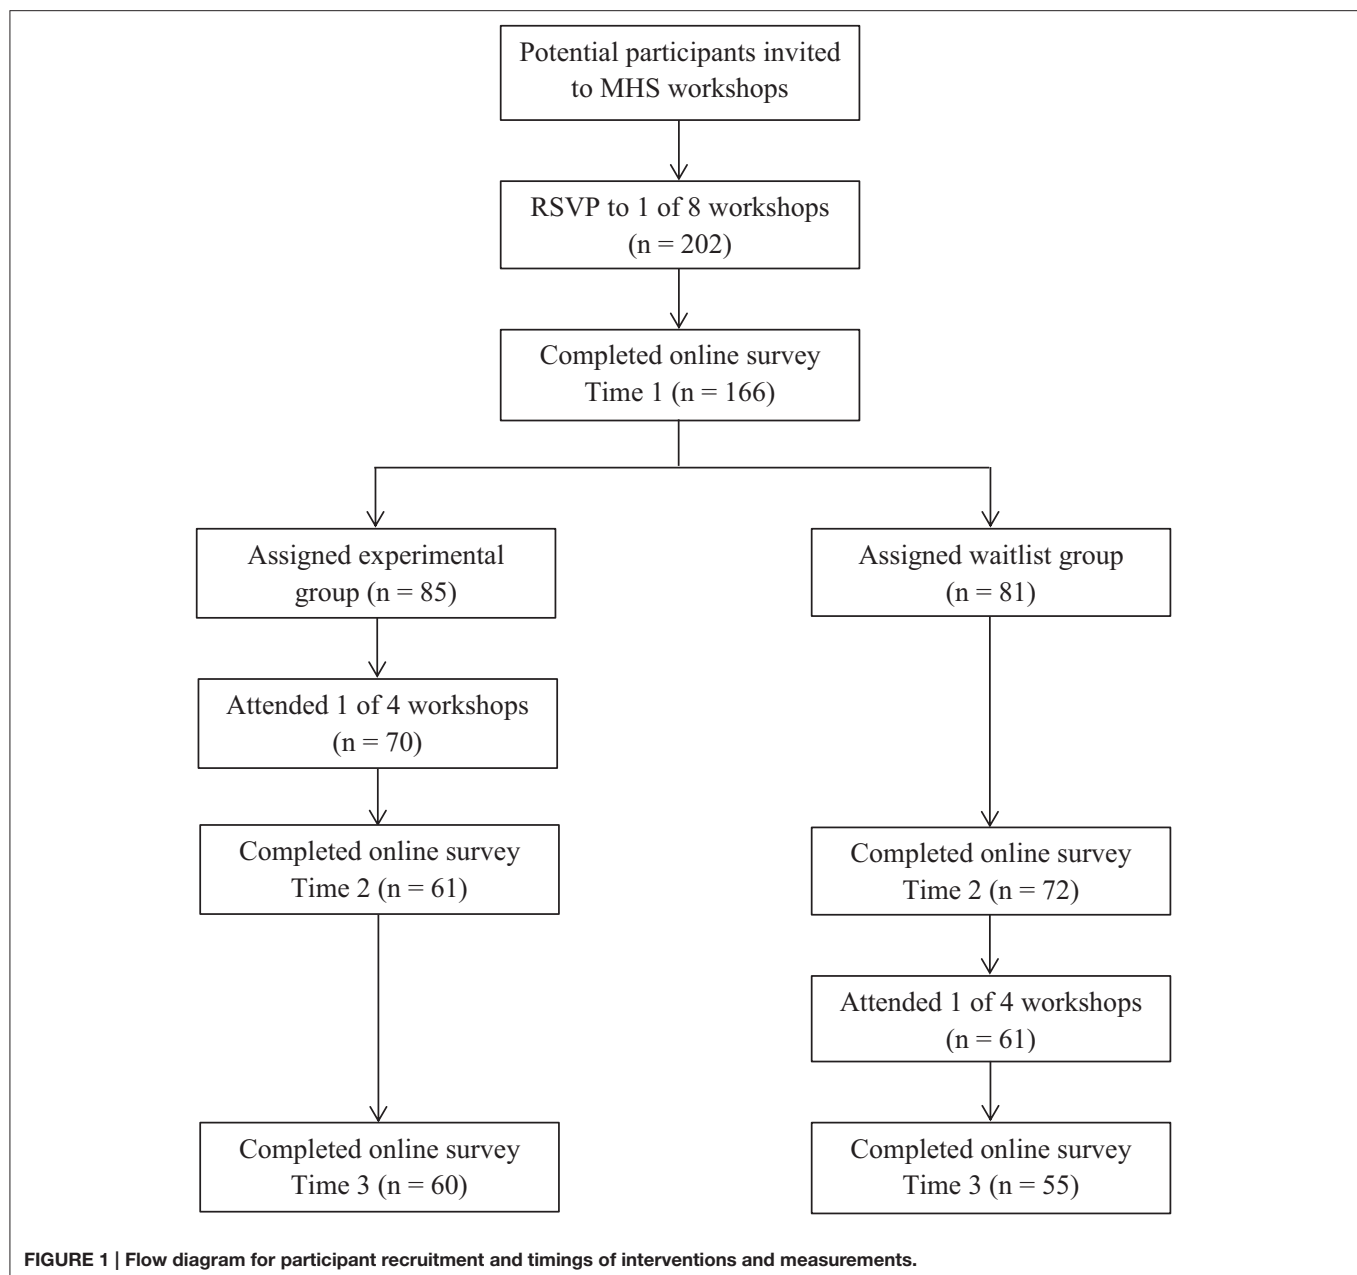 Potential participants invited
to MHS workshops
RSVP to 1 of 8 workshops
(n = 202)
Completed online survey
Time 1 (n = 166)
Assigned experimental
group (n = 85)
Assigned waitlist group
(n = 81)
Attended 1 of 4 workshops
(n = 70)
Completed online survey
Time 2 (n = 61)
Completed online survey
Time 2 (n = 72)
Attended 1 of 4 workshops
(n = 61)
Completed online survey
Time 3 (n = 60)
Completed online survey
Time 3 (n = 55)
FIGURE 1 | Flow diagram for participant recruitment and timings of interventions and measurements.